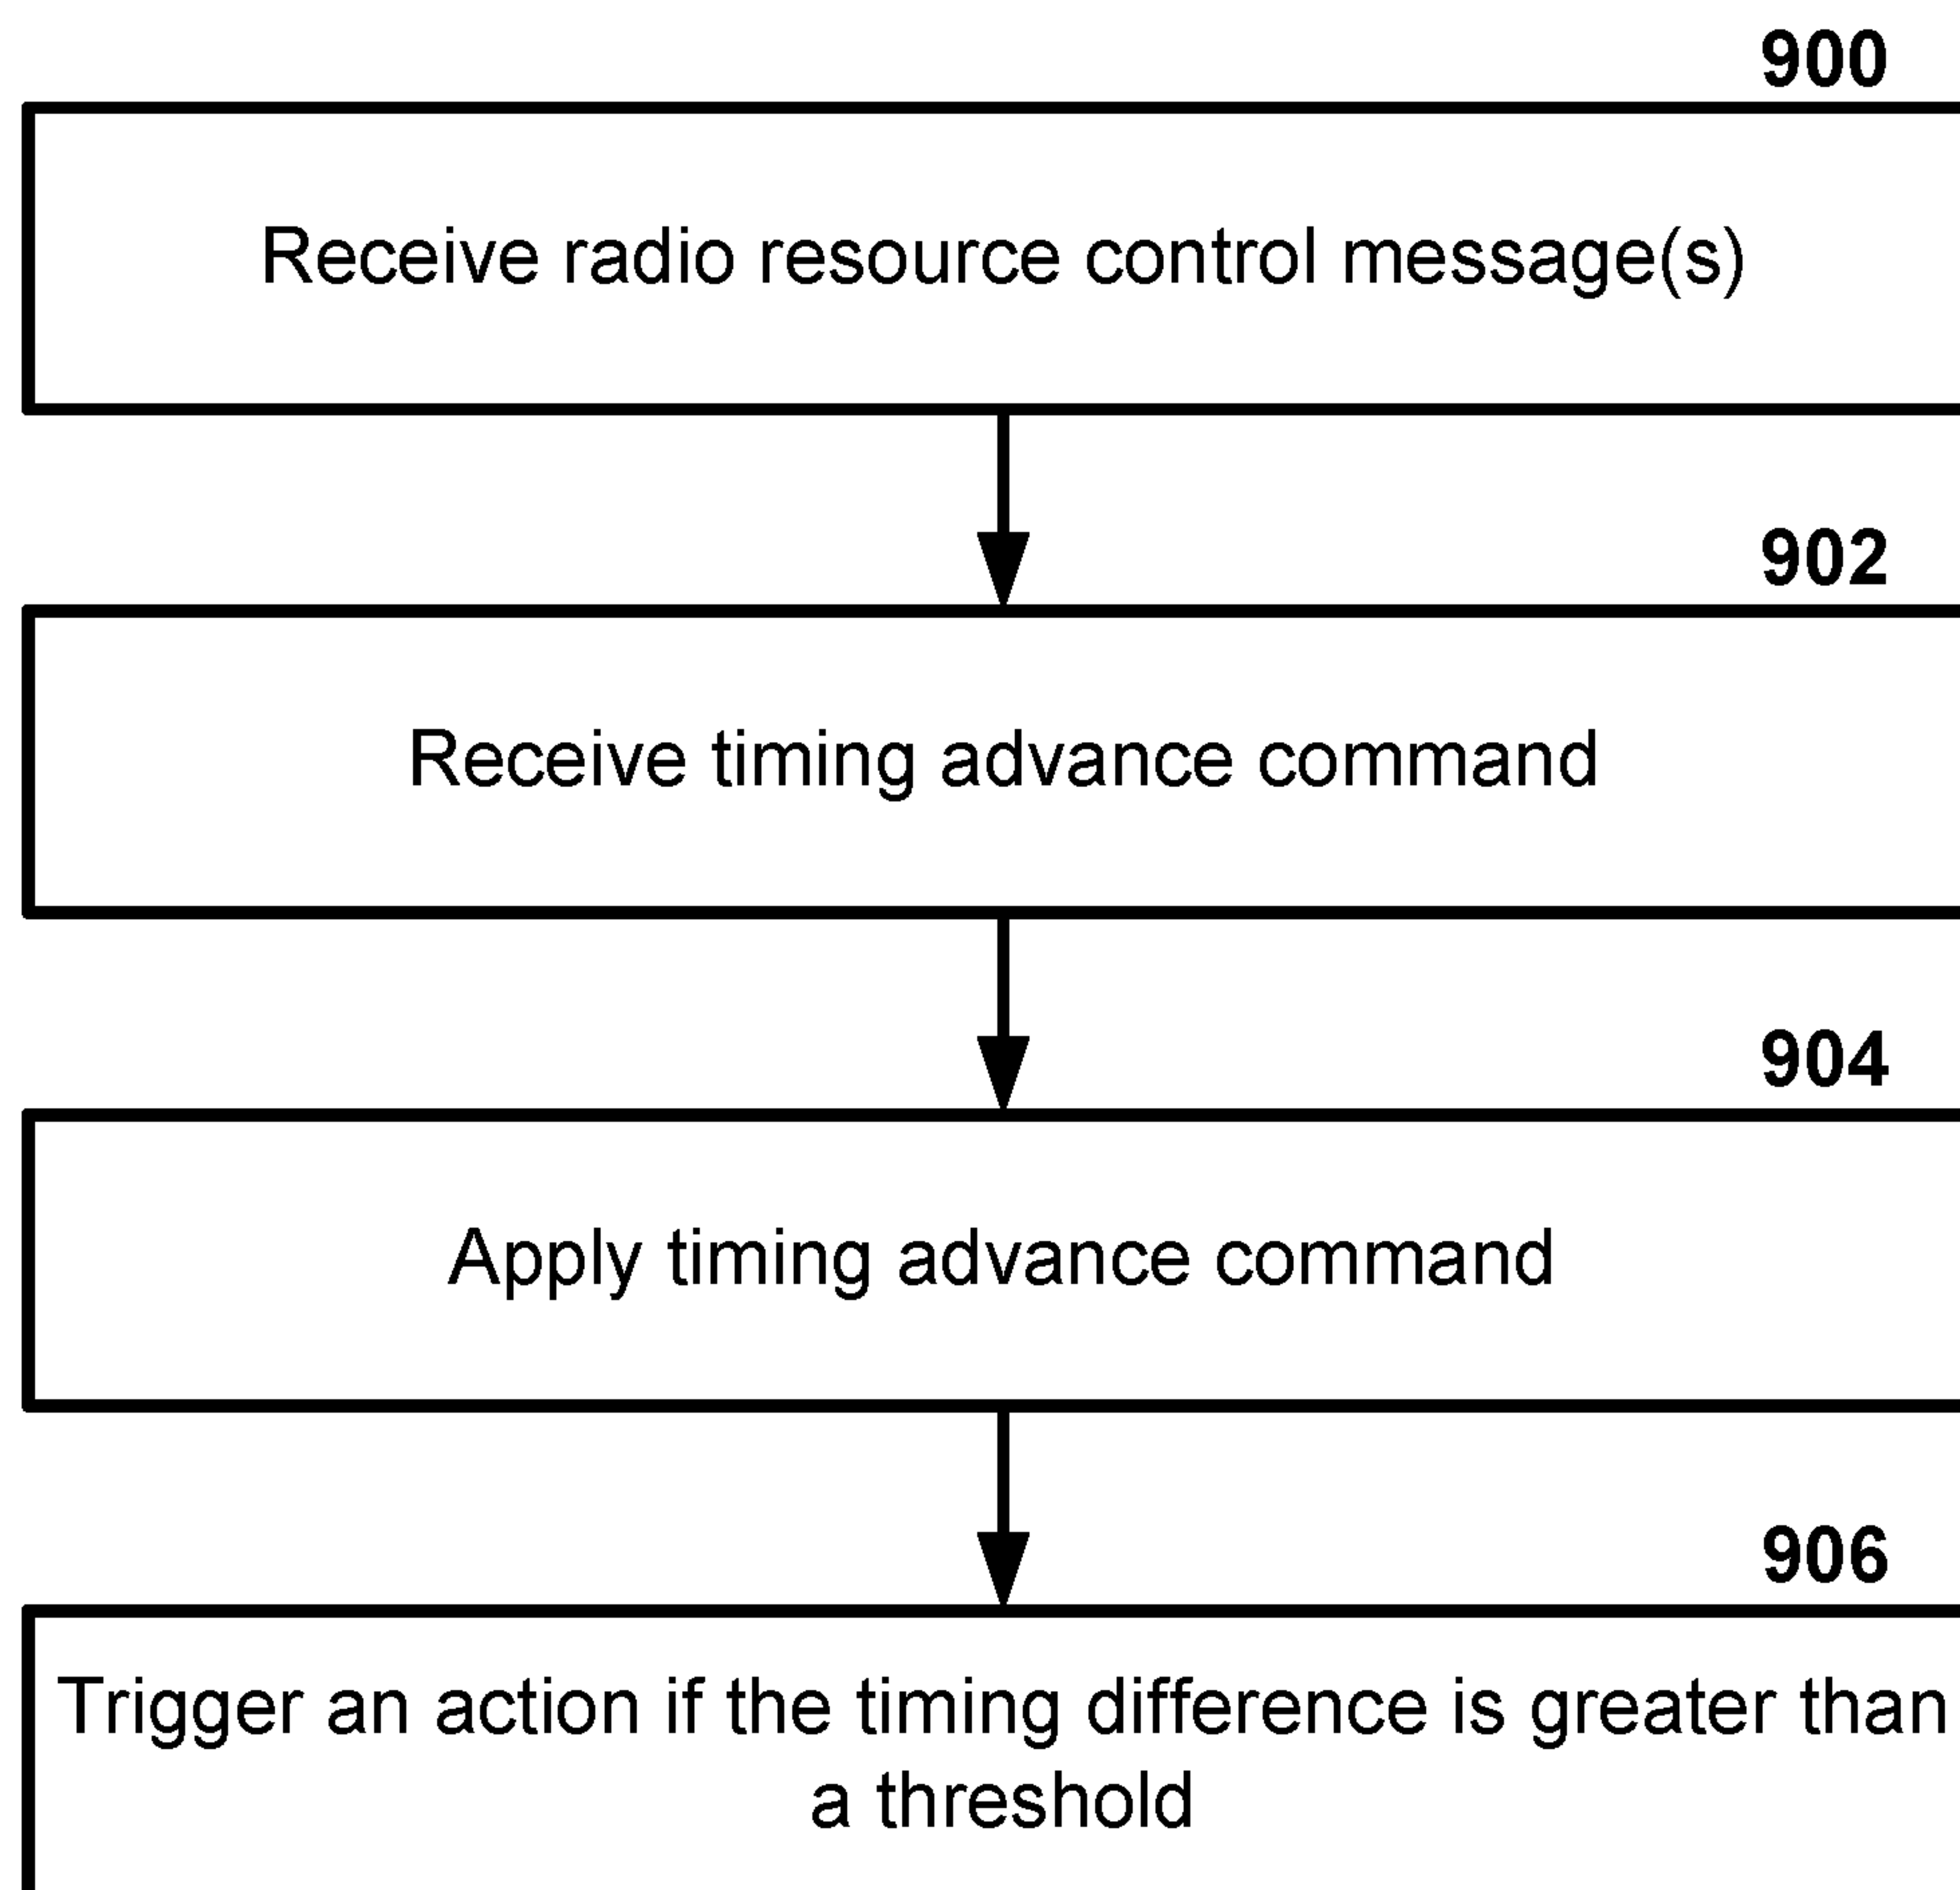 900
Receive radio resource control message(s)
902
Receive timing advance command
904
Apply timing advance command
906
Trigger an action if the timing difference is greater than
a threshold